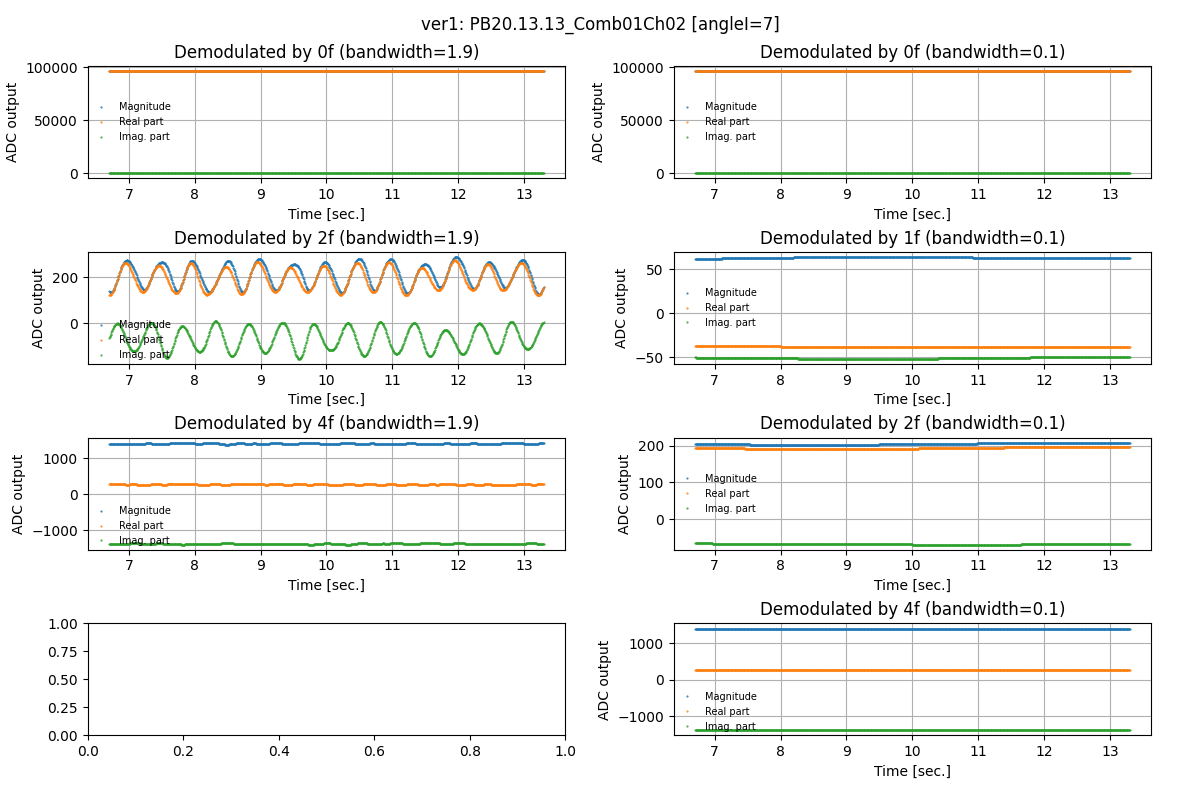 ver1: PB20.13.13_Comb01Ch02 [angleI=7]
Demodulated by 0f (bandwidth=1.9)
ADC output
100000
50000
0
Magnitude
Real part
Imag. part
7 8 9 10 11 12 13
Time [sec.]
Demodulated by 0f (bandwidth=0.1)
ADC output
100000
50000
0
Magnitude
Real part
Imag. part
7 8 9 10 11 12 13
Time [sec.]
Demodulated by 2f (bandwidth=1.9)
ADC output
200
0
Magnitude
Real part
Imag. part
7 8 9 10 11 12 13
Time [sec.]
Demodulated by 1f (bandwidth=0.1)
ADC output
50
0
−50
Magnitude
Real part
Imag. part
7 8 9 10 11 12 13
Time [sec.]
Demodulated by 4f (bandwidth=1.9)
ADC output
1000
0
−1000
Magnitude
Real part
Imag. part
7 8 9 10 11 12 13
Time [sec.]
Demodulated by 2f (bandwidth=0.1)
ADC output
200
100
0
Magnitude
Real part
Imag. part
7 8 9 10 11 12 13
Time [sec.]
1.00
0.75
0.50
0.25
0.00
0.0 0.2 0.4 0.6 0.8 1.0
Demodulated by 4f (bandwidth=0.1)
ADC output
1000
0
−1000
Magnitude
Real part
Imag. part
7 8 9 10 11 12 13
Time [sec.]